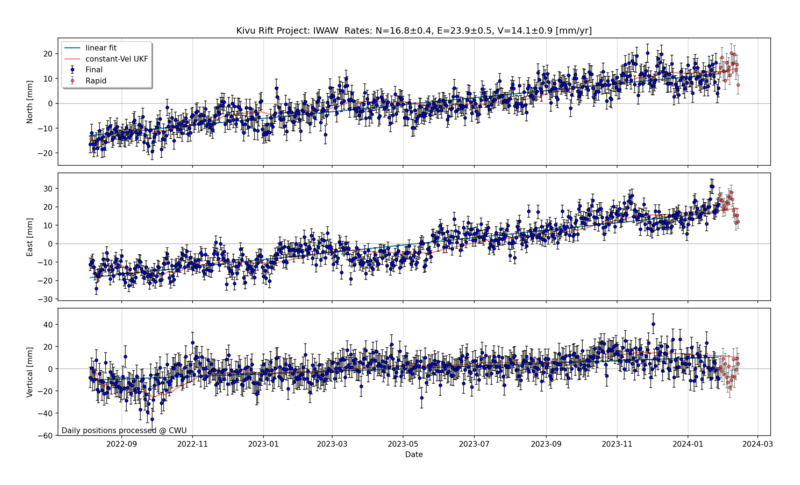 Kivu Rift Project: IWAW Rates: N=16.8±0.4, E=23.9±0.5, V=14.1±0.9 [mm/yr]
linear fit
constant-Vel UKF
Final
Rapid
North [mm]
20
10
0
−10
−20
East [mm]
30
20
10
0
−10
−20
−30
Vertical [mm]
40
20
0
−20
−40
−60
Daily positions processed @ CWU
2022-09
2022-11
2023-01
2023-03
2023-05
2023-07
2023-09
2023-11
2024-01
2024-03
Date